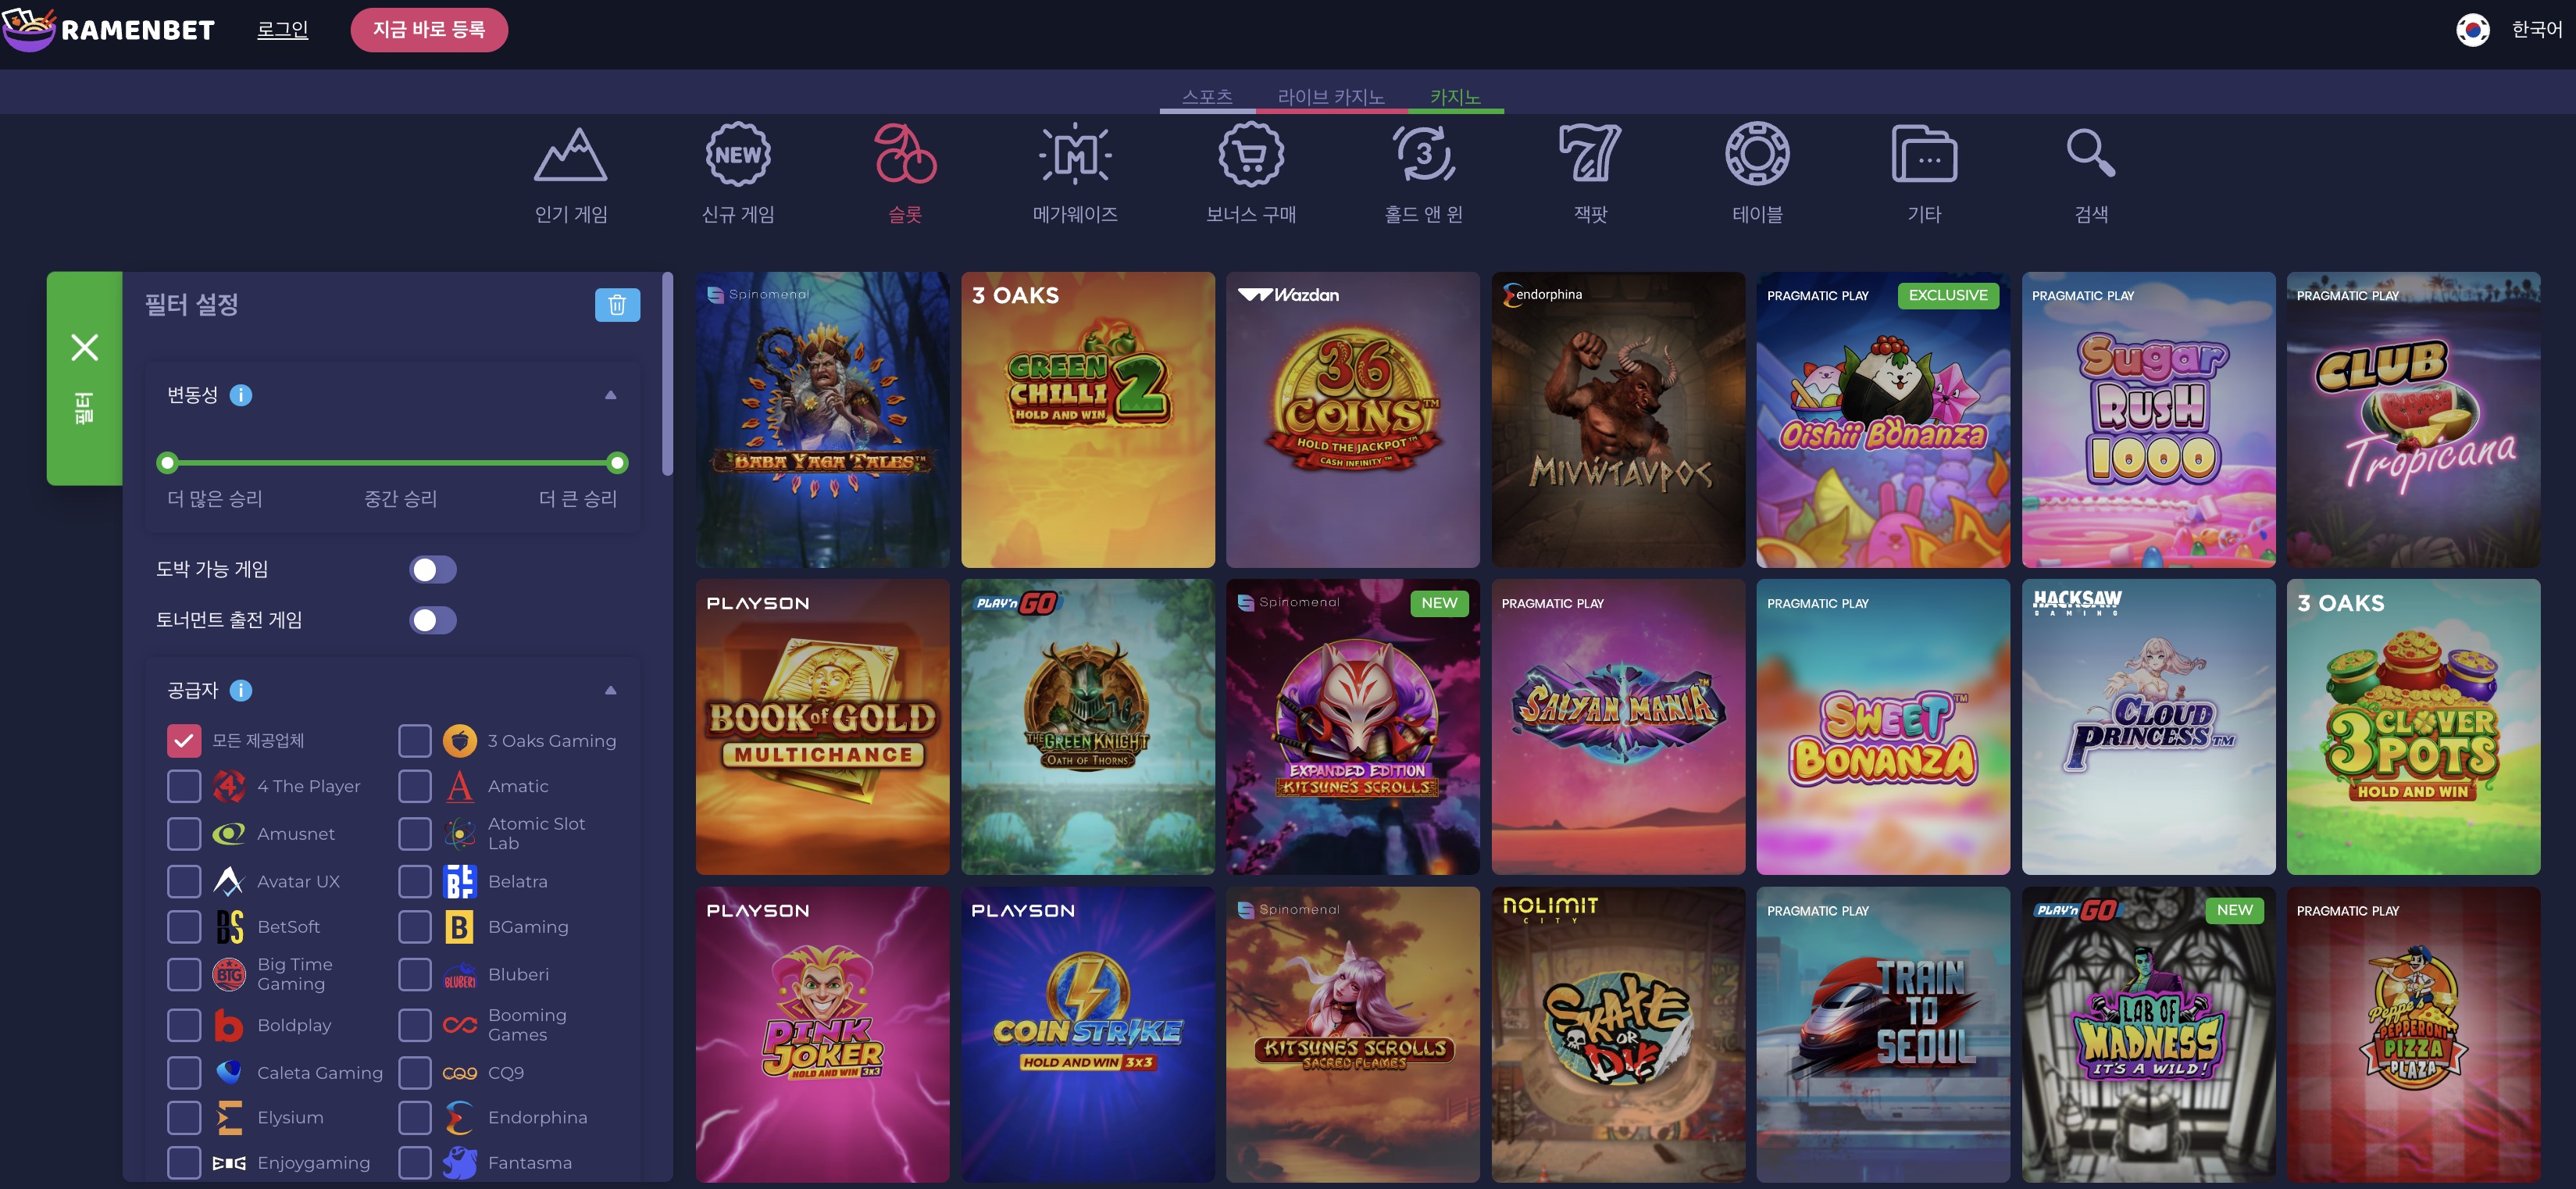 RAMENBET
로그인
지금 바로 등록
한국어
스포츠
라이브 카지노
카지노
NEW
M
3
7
인기 게임
신규 게임
슬롯
메가웨이즈
보너스 구매
홀드 앤 윈
잭팟
테이블
기타
검색
필터
필터 설정
변동성
더 많은 승리
중간 승리
더 큰 승리
도박 가능 게임
토너먼트 출전 게임
공급자
모든 제공업체
3 Oaks Gaming
4 The Player
Amatic
Amusnet
Atomic Slot
Lab
Avatar UX
Belatra
BetSoft
BGaming
Big Time
Gaming
Bluberi
Boldplay
Booming
Games
Caleta Gaming
CQ9
Elysium
Endorphina
Enjoygaming
Fantasma
Spinomenal
BABA YAGA TALES™
3 OAKS
GREEN
CHILLI 2
HOLD AND WIN
Wazdan
36
COINS™
HOLD THE JACKPOT™
CASH INFINITY™
endorphina
PRAGMATIC PLAY
EXCLUSIVE
Oishii Bonanza
PRAGMATIC PLAY
Sugar
RUSH
1000
PRAGMATIC PLAY
CLUB
Tropicana
PLAYSON
BOOK of GOLD
MULTICHANCE
PLAY'n GO
THE GREEN KNIGHT
OATH OF THORNS
Spinomenal
NEW
EXPANDED EDITION
KITSUNE'S SCROLLS
PRAGMATIC PLAY
SAIYAN MANIA™
PRAGMATIC PLAY
SWEET
BONANZA™
HACKSAW
GAMING
CLOUD
PRINCESS™
3 OAKS
3 CLOVER
POTS
HOLD AND WIN
PLAYSON
PINK
JOKER
HOLD AND WIN 3x3
PLAYSON
COIN STRIKE
HOLD AND WIN 3x3
Spinomenal
KITSUNE'S SCROLLS
SACRED FLAMES
NOLIMIT
CITY
SKATE
OR
DIE
PRAGMATIC PLAY
TRAIN
TO
SEOUL
PLAY'n GO
NEW
LAB OF
MADNESS
IT'S A WILD!
PRAGMATIC PLAY
Peppe's
PEPPERONI
PIZZA
PLAZA